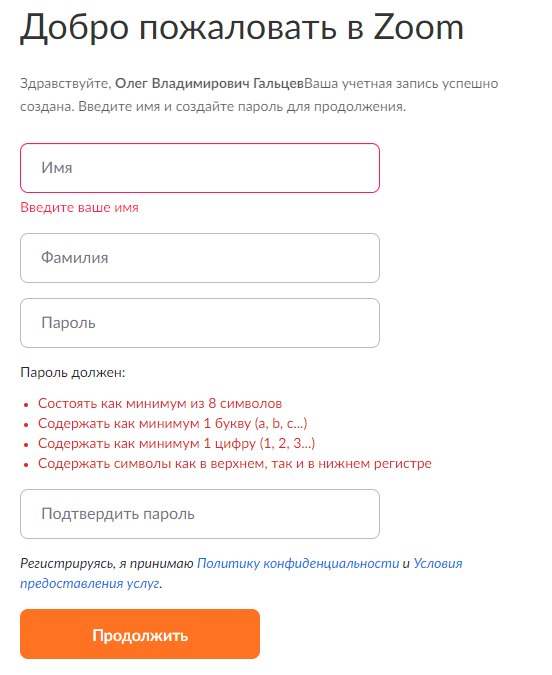 Добро пожаловать в Zoom
Здравствуйте, Олег Владимирович ГальцевВаша учетная запись успешно
создана. Введите имя и создайте пароль для продолжения.
Имя
Введите ваше имя
Фамилия
Пароль
Пароль должен:
• Состоять как минимум из 8 символов
• Содержать как минимум 1 букву (a, b, c...)
• Содержать как минимум 1 цифру (1, 2, 3...)
• Содержать символы как в верхнем, так и в нижнем регистре
Подтвердить пароль
Регистрируясь, я принимаю Политику конфиденциальности и Условия
предоставления услуг.
Продолжить